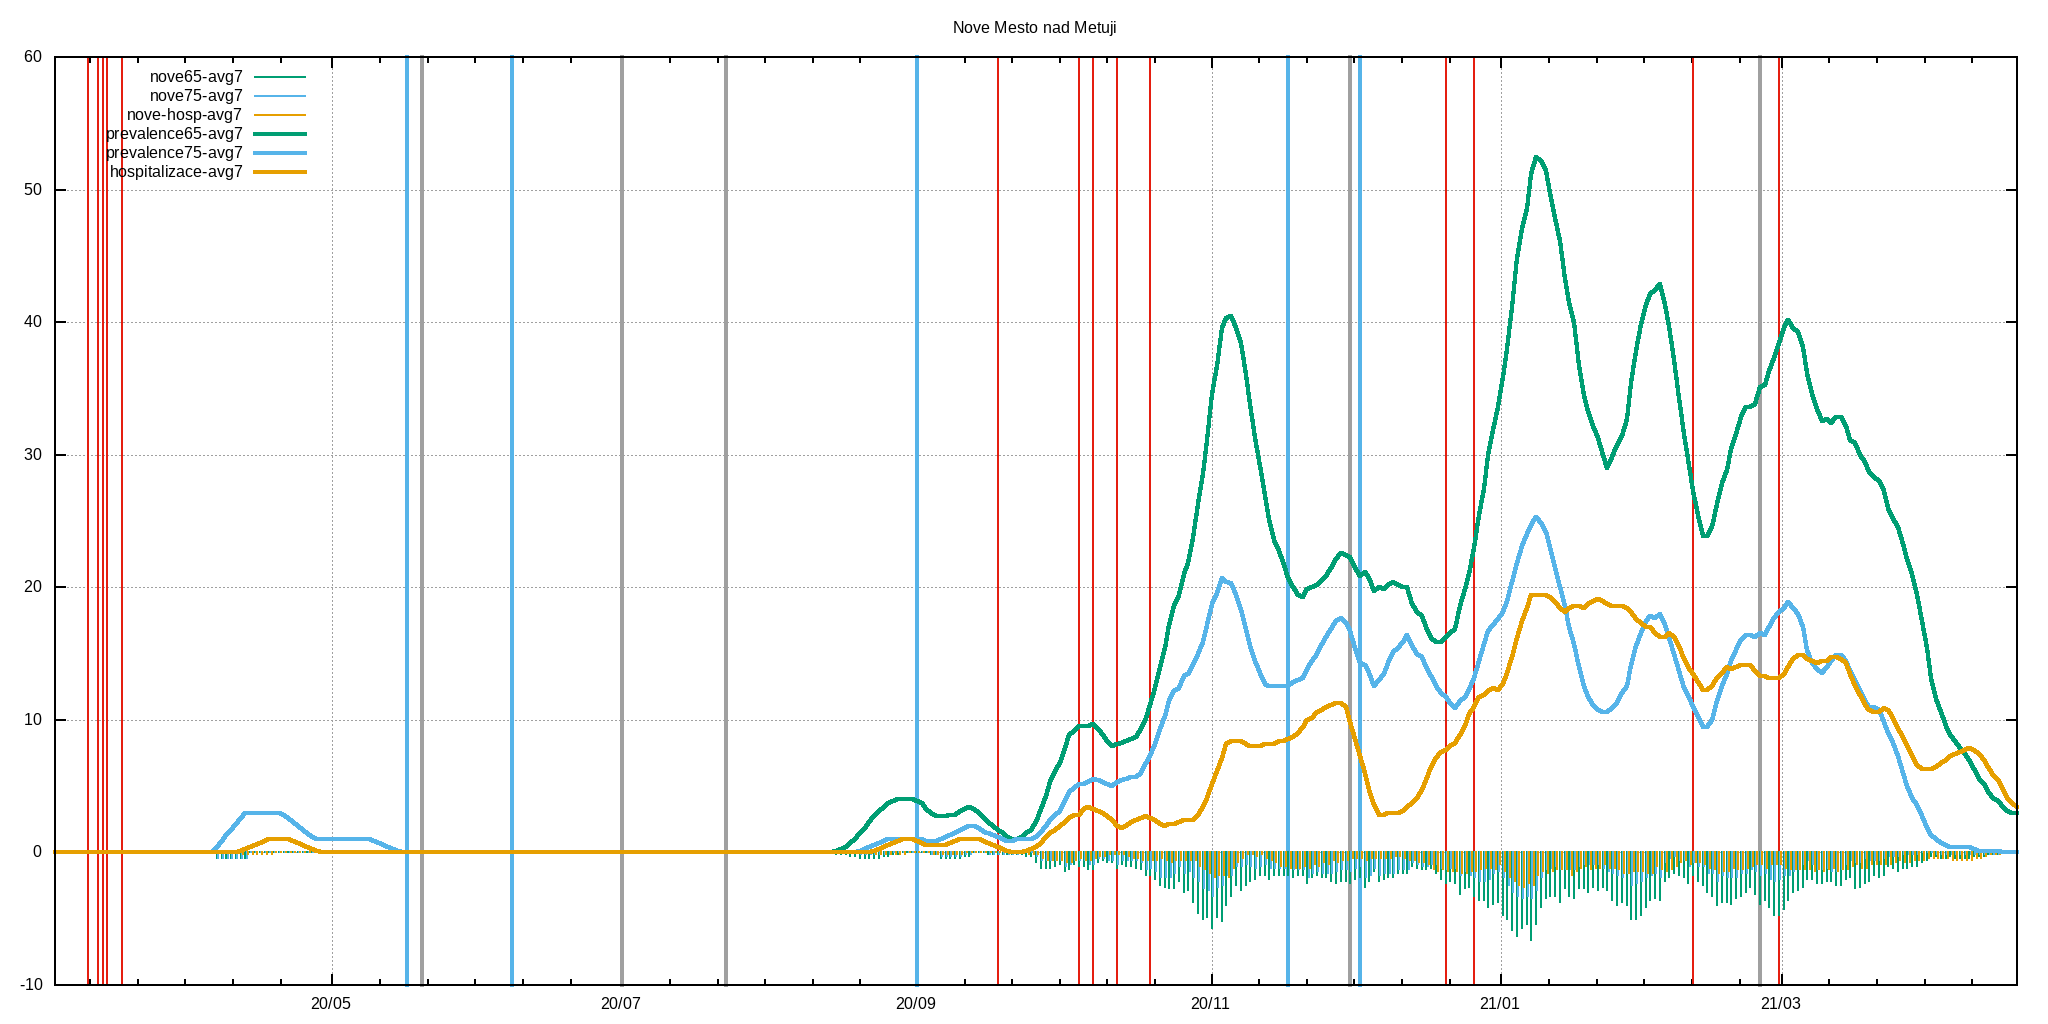 Nove Mesto nad Metuji
60
50
40
30
20
10
0
-10
nove65-avg7
nove75-avg7
nove-hosp-avg7
prevalence65-avg7
prevalence75-avg7
hospitalizace-avg7
20/05
20/07
20/09
20/11
21/01
21/03